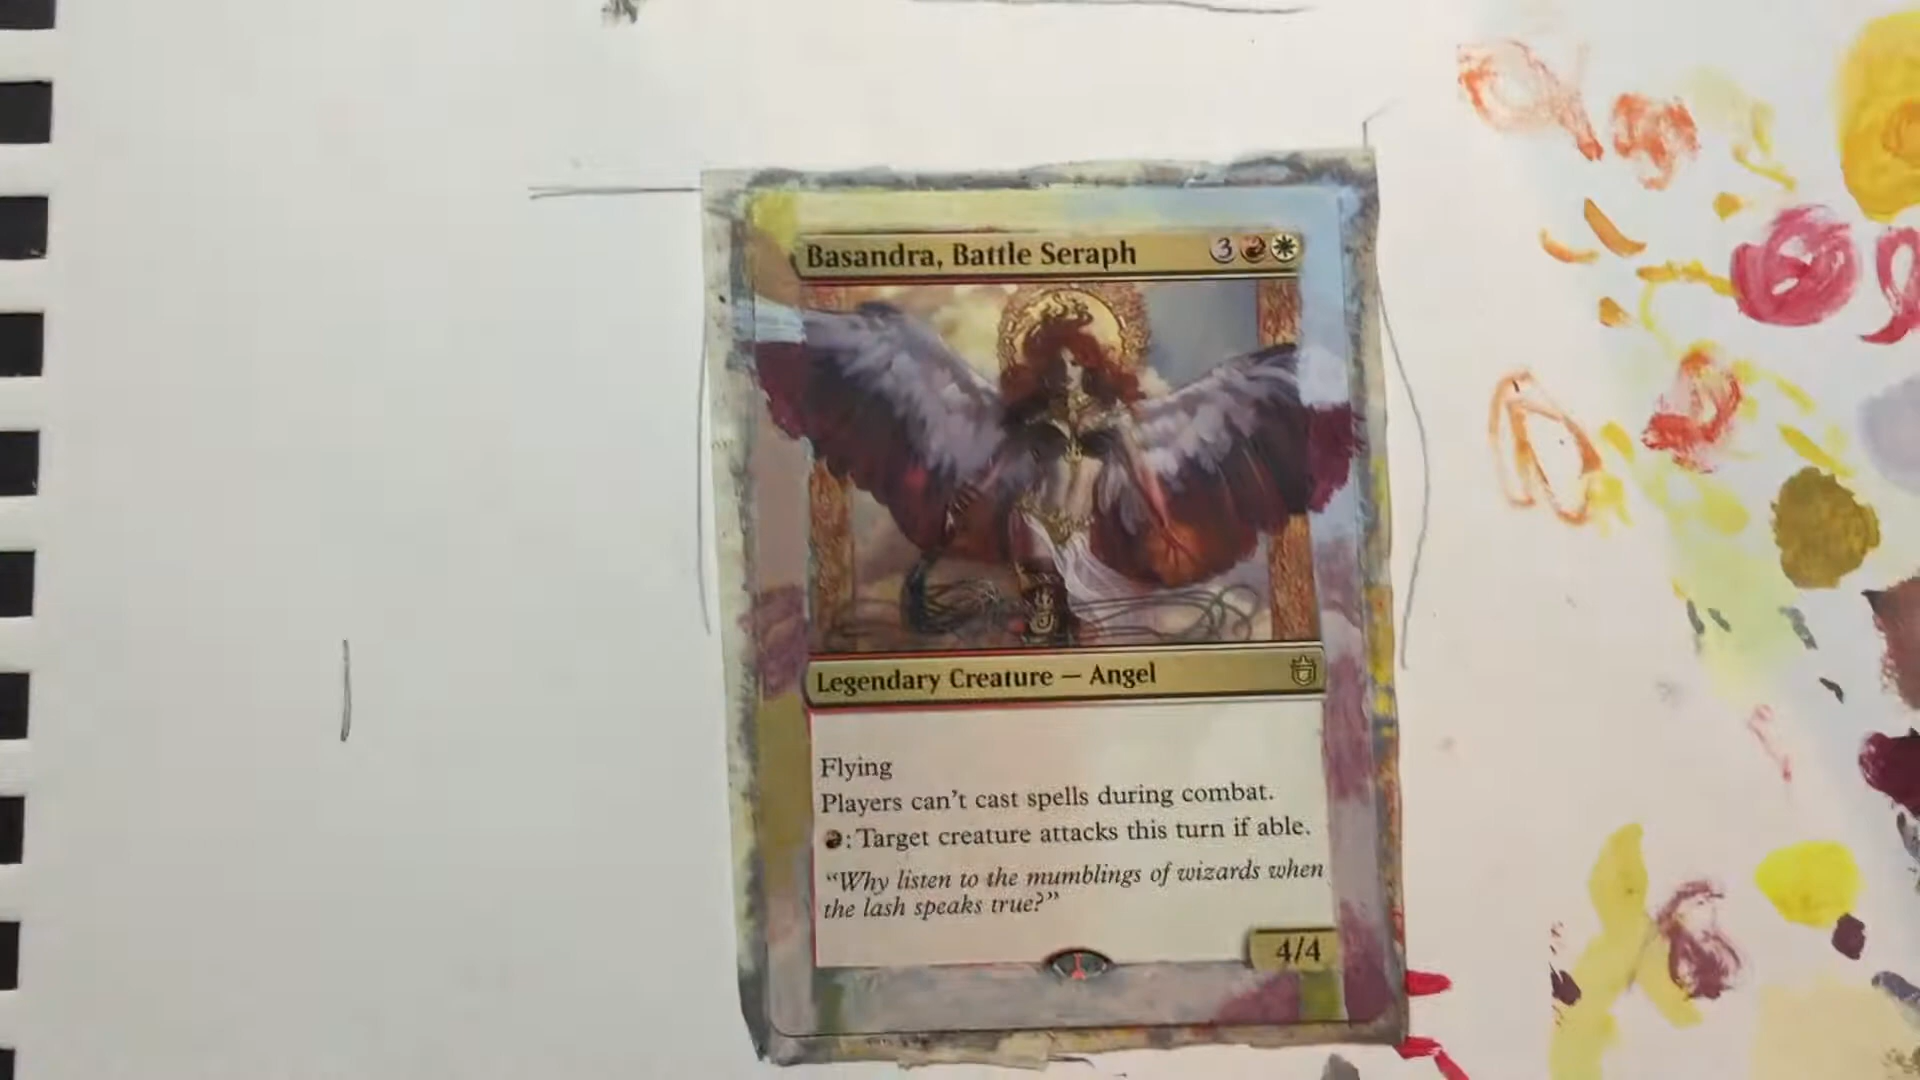 Basandra, Battle Seraph 3
Legendary Creature — Angel
Flying
Players can't cast spells during combat.
: Target creature attacks this turn if able.
“Why listen to the mumblings of wizards when
the lash speaks true?”
4/4